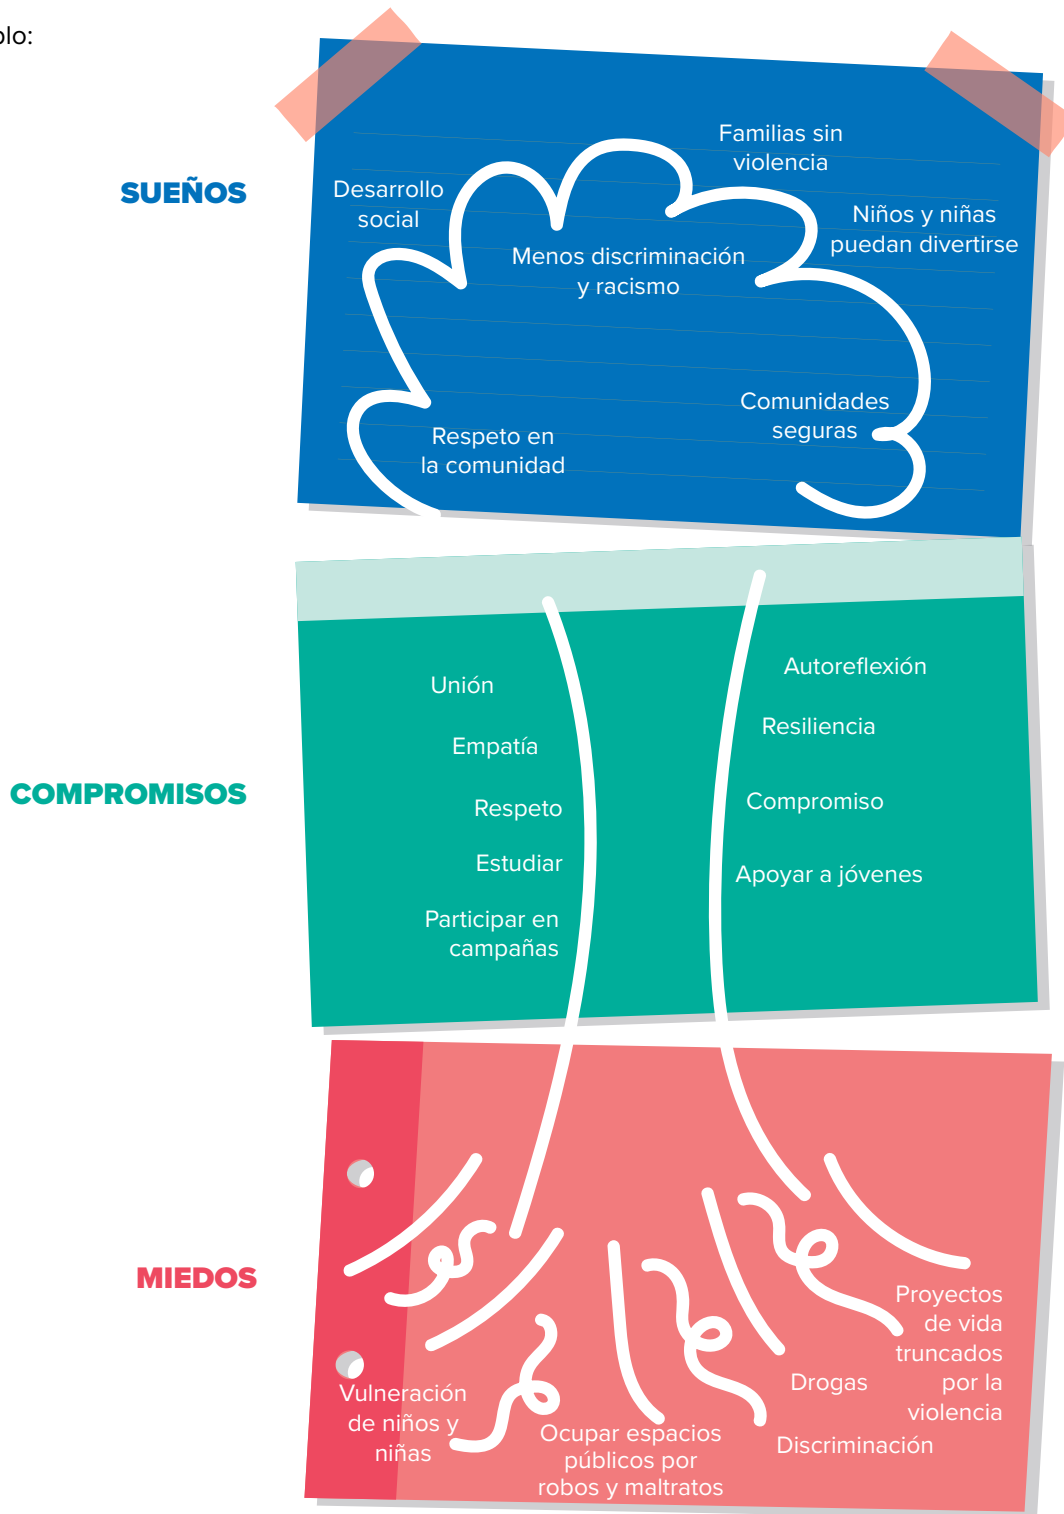 plo:
SUEÑOS
Familias sin
violencia
Desarrollo
social
Niños y niñas
puedan divertirse
Menos discriminación
y racismo
Comunidades
seguras
Respeto en
la comunidad
COMPROMISOS
Unión
Empatía
Respeto
Estudiar
Participar en
campañas
Autoreflexión
Resiliencia
Compromiso
Apoyar a jóvenes
MIEDOS
Vulneración
de niños y
niñas
Ocupar espacios
públicos por
robos y maltratos
Drogas
Discriminación
Proyectos
de vida
truncados
por la
violencia